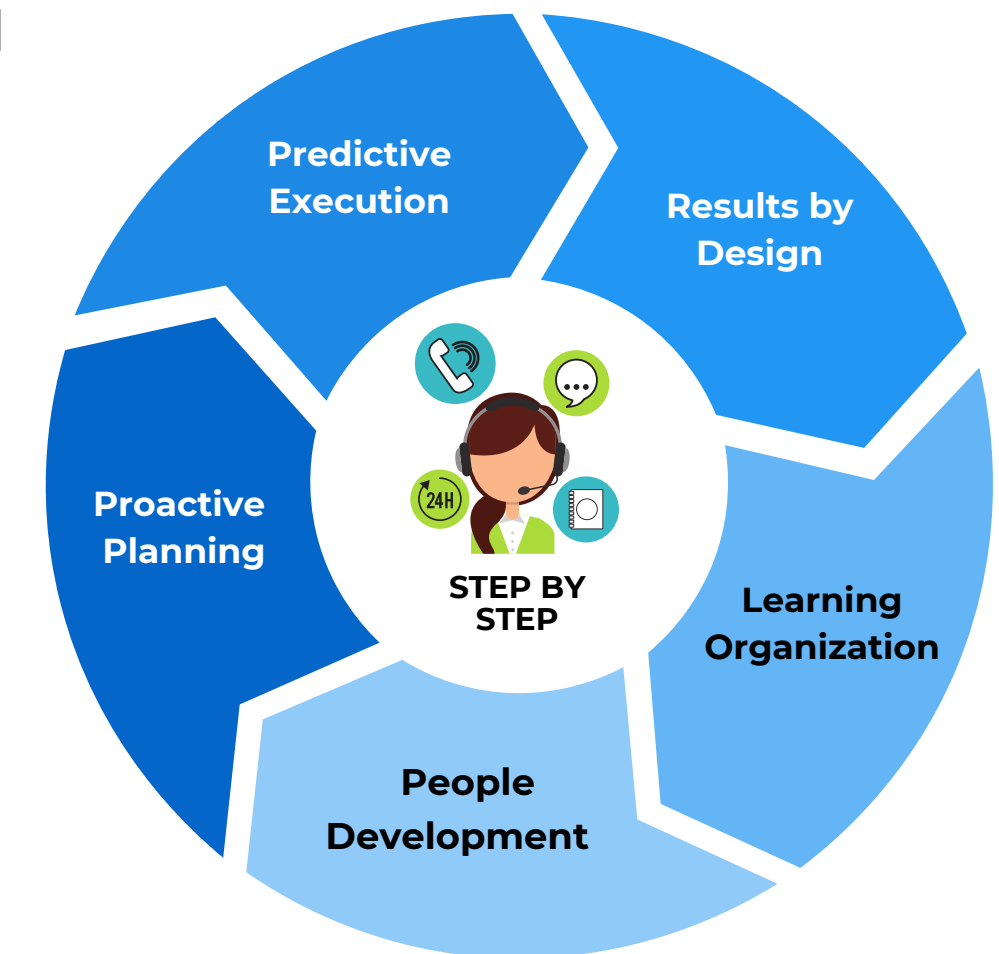 Predictive
Execution
Results by
Design
Proactive
Planning
24H
STEP BY
STEP
Learning
Organization
People
Development